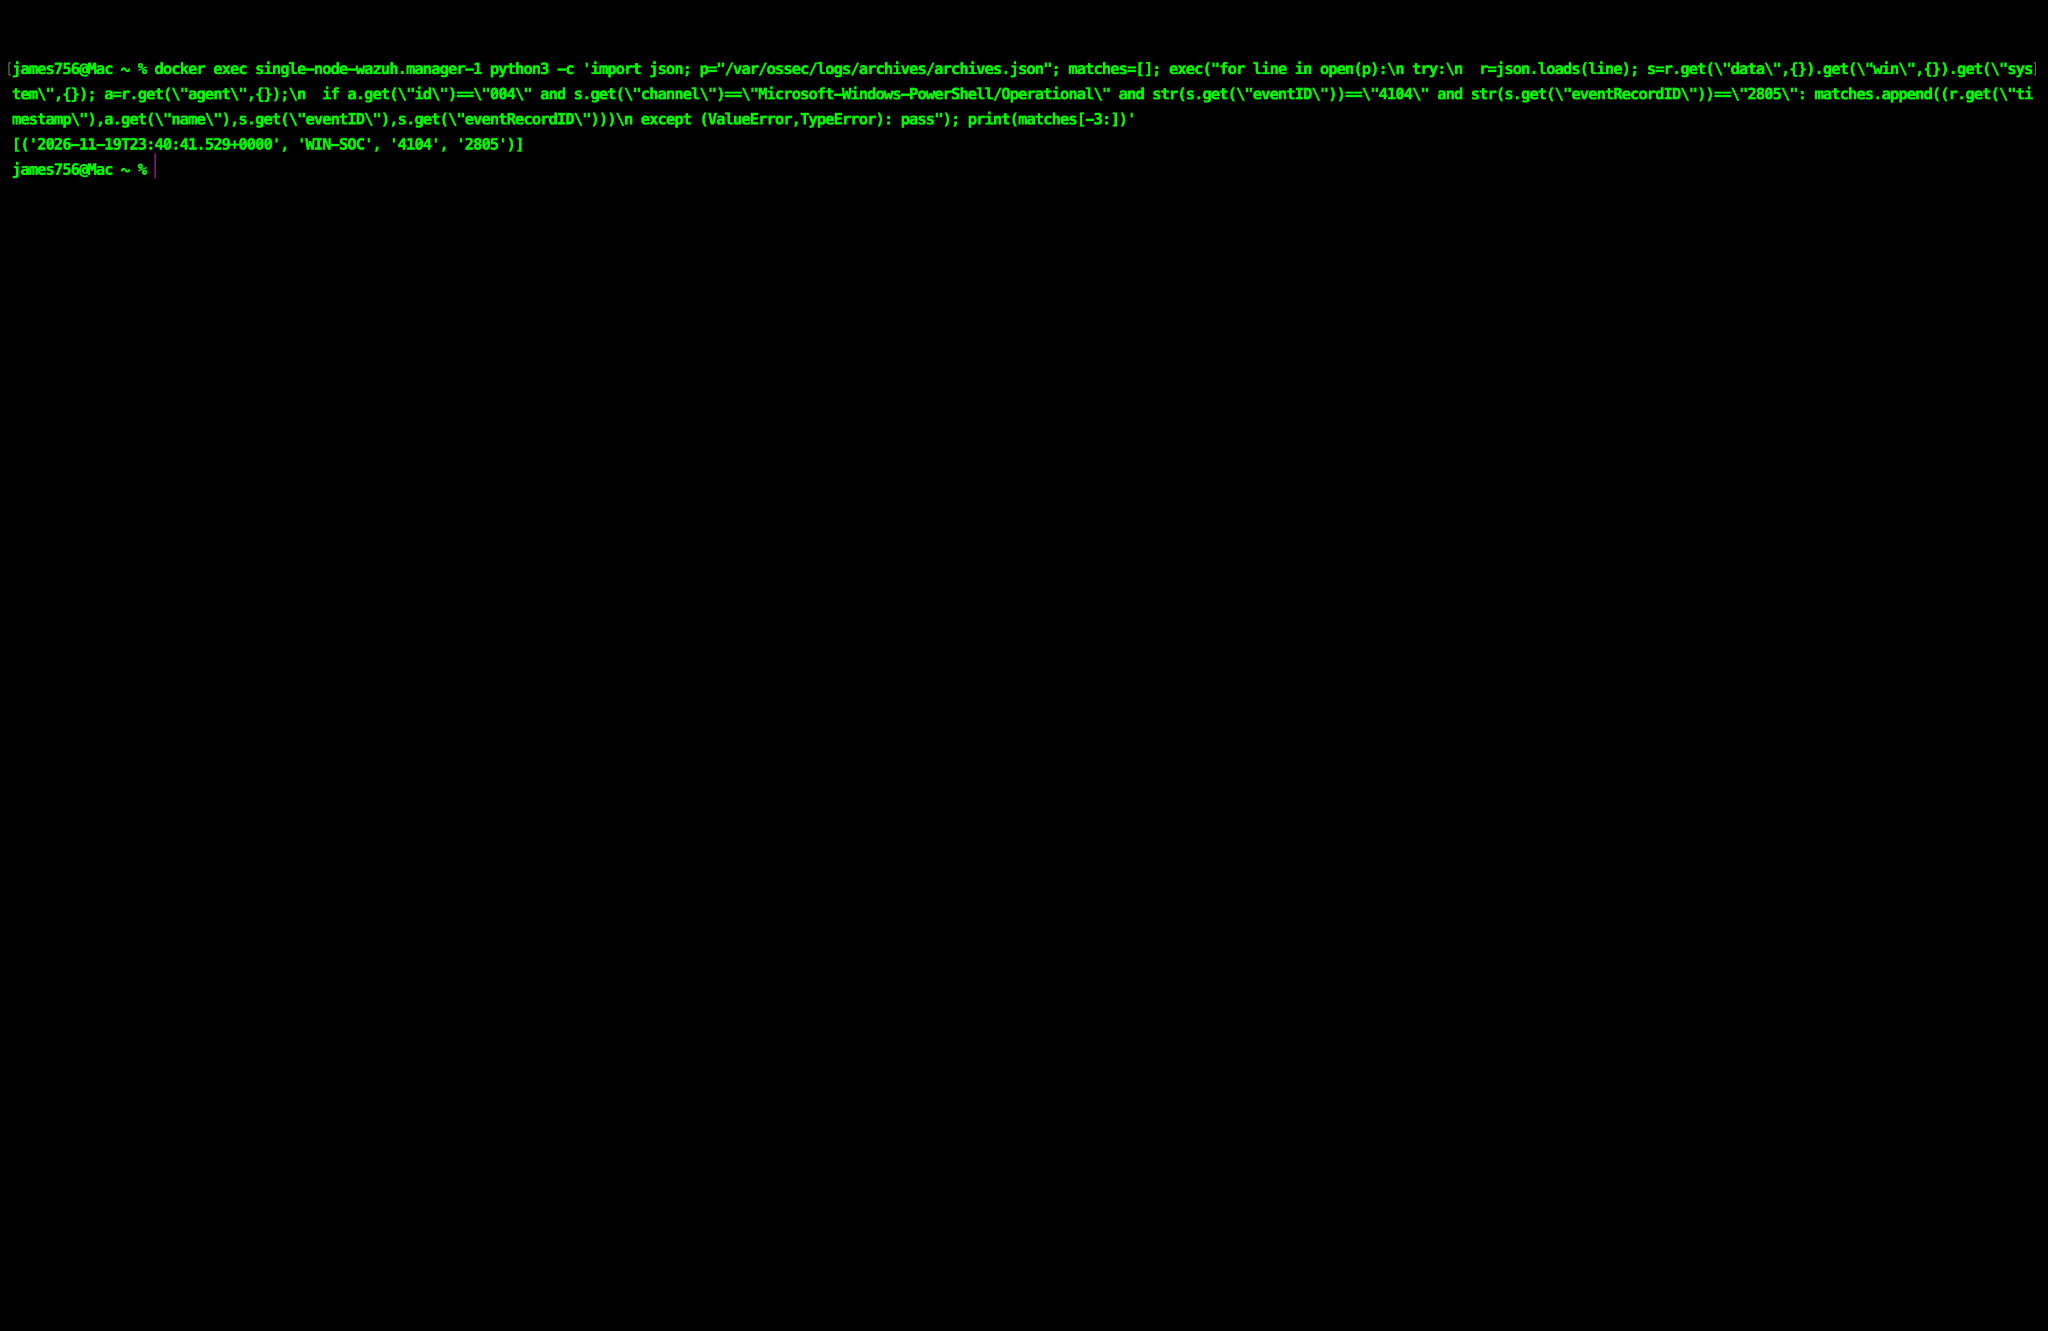 [james756@Mac ~ % docker exec single-node-wazuh.manager-1 python3 -c 'import json; p="/var/ossec/logs/archives/archives.json"; matches=[]; exec("for line in open(p):\n try:\n  r=json.loads(line); s=r.get(\"data\",{}).get(\"win\",{}).get(\"sys]
tem\",{}); a=r.get(\"agent\",{});\n  if a.get(\"id\")==\"004\" and s.get(\"channel\")==\"Microsoft-Windows-PowerShell/Operational\" and str(s.get(\"eventID\"))==\"4104\" and str(s.get(\"eventRecordID\"))==\"2805\": matches.append((r.get(\"ti
mestamp\"),a.get(\"name\"),s.get(\"eventID\"),s.get(\"eventRecordID\")))\n except (ValueError,TypeError): pass"); print(matches[-3:])'
[('2026-11-19T23:40:41.529+0000', 'WIN-SOC', '4104', '2805')]
james756@Mac ~ %